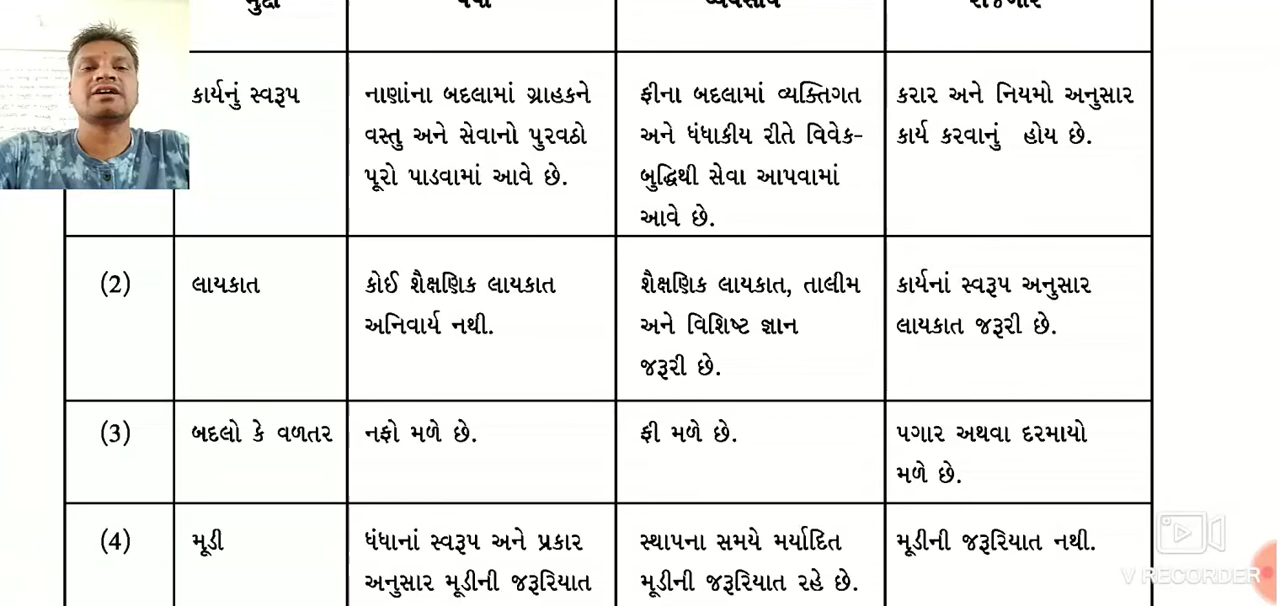 મુદ્દા ધંધો વ્યવસાય રોજગાર
કાર્યનું સ્વરૂપ
નાણાંના બદલામાં ગ્રાહકને
વસ્તુ અને સેવાનો પુરવઠો
પૂરો પાડવામાં આવે છે.
ફીના બદલામાં વ્યક્તિગત
અને ધંધાકીય રીતે વિવેક-
બુદ્ધિથી સેવા આપવામાં
આવે છે.
કરાર અને નિયમો અનુસાર
કાર્ય કરવાનું હોય છે.
(2)
લાયકાત
કોઈ શૈક્ષણિક લાયકાત
અનિવાર્ય નથી.
શૈક્ષણિક લાયકાત, તાલીમ
અને વિશિષ્ટ જ્ઞાન
જરૂરી છે.
કાર્યનાં સ્વરૂપ અનુસાર
લાયકાત જરૂરી છે.
(3)
બદલો કે વળતર
નફો મળે છે.
ફી મળે છે.
પગાર અથવા દરમાયો
મળે છે.
(4)
મૂડી
ધંધાનાં સ્વરૂપ અને પ્રકાર
અનુસાર મૂડીની જરૂરિયાત
સ્થાપના સમયે મર્યાદિત
મૂડીની જરૂરિયાત રહે છે.
મૂડીની જરૂરિયાત નથી.
V RECORDER